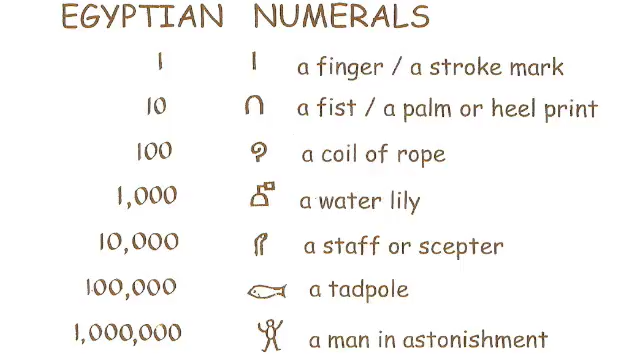 EGYPTIAN NUMERALS
1 a finger / a stroke mark
10 a fist / a palm or heel print
100 a coil of rope
1,000 a water lily
10,000 a staff or scepter
100,000 a tadpole
1,000,000 a man in astonishment